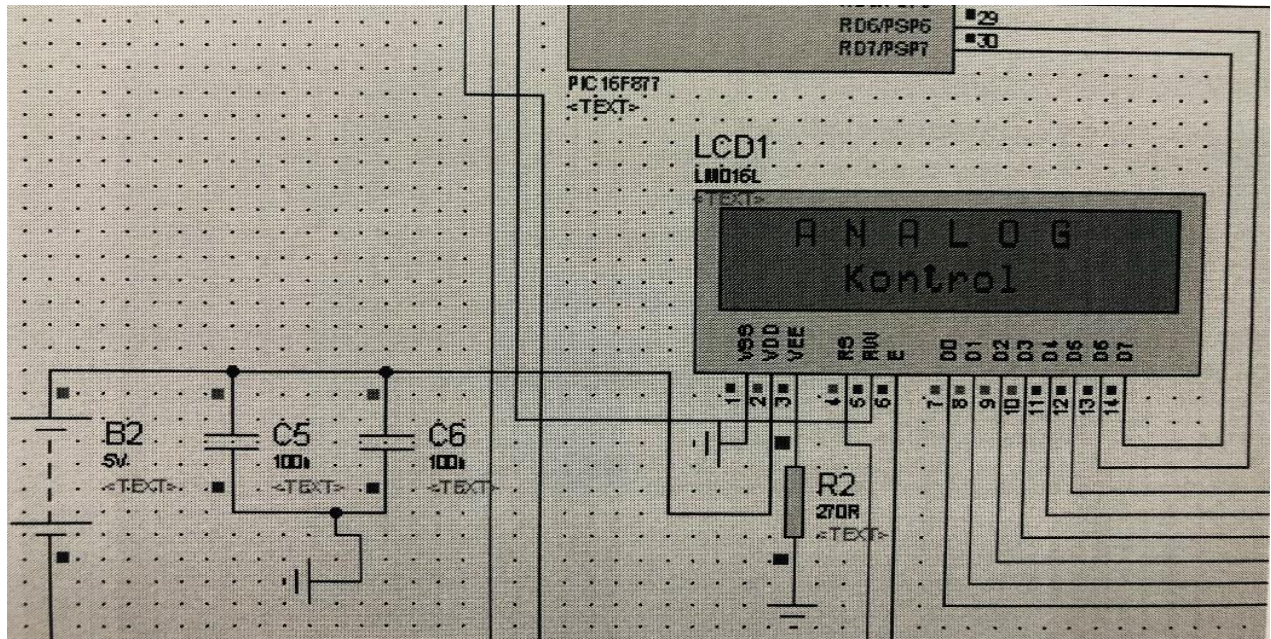 RD6/PSP6 29
RD7/PSP7 30
PIC16F877
<TEXT>
LCD1
LM016L
<TEXT>
A N A L O G
Kontrol
VSS VDD VEE RS RW E D0 D1 D2 D3 D4 D5 D6 D7
1 2 3 4 5 6 7 8 9 10 11 12 13 14
B2
5V
<TEXT>
C5
100n
<TEXT>
C6
100n
<TEXT>
R2
270R
<TEXT>